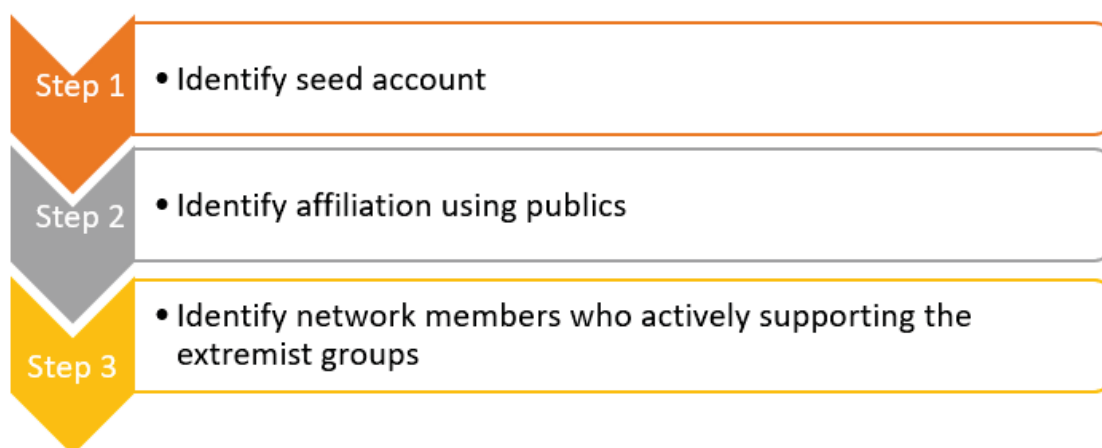 Step 1
• Identify seed account
Step 2
• Identify affiliation using publics
Step 3
• Identify network members who actively supporting the
extremist groups